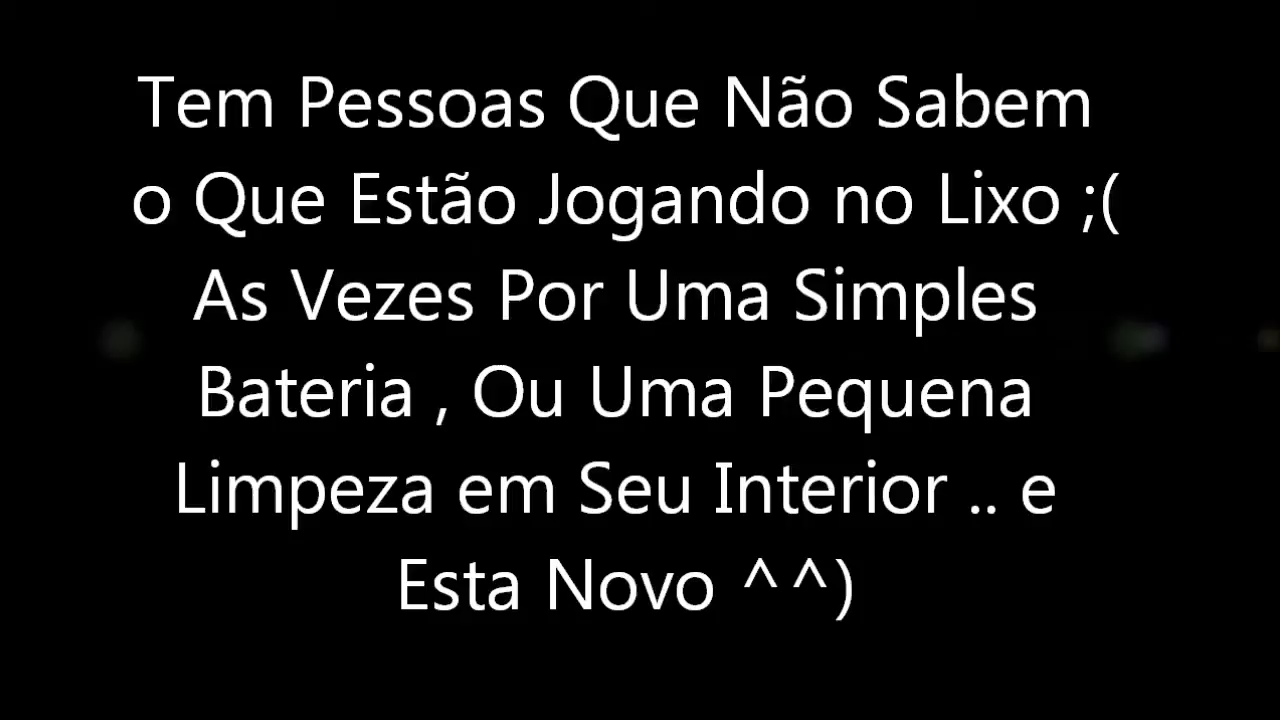 Tem Pessoas Que Não Sabem
o Que Estão Jogando no Lixo ;(
As Vezes Por Uma Simples
Bateria , Ou Uma Pequena
Limpeza em Seu Interior .. e
Esta Novo ^^)